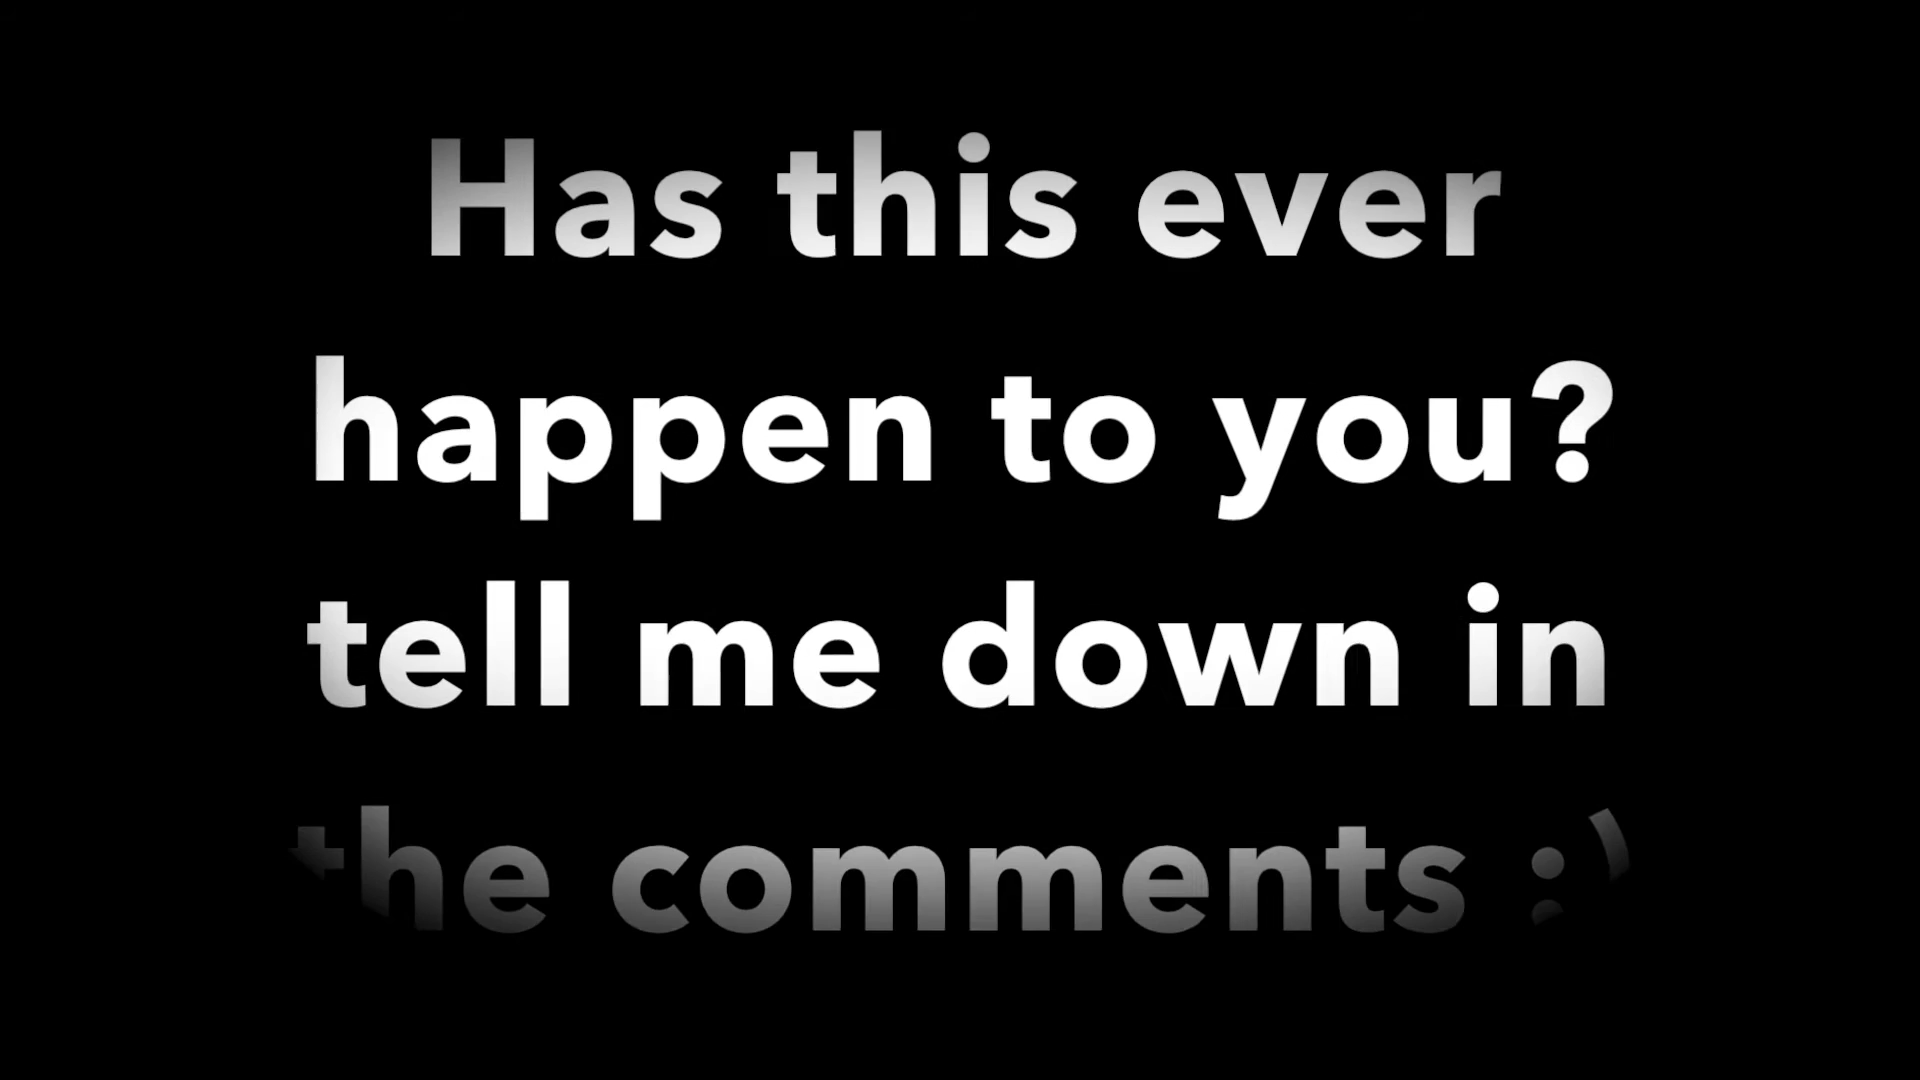 Has this ever
happen to you?
tell me down in
the comments :)